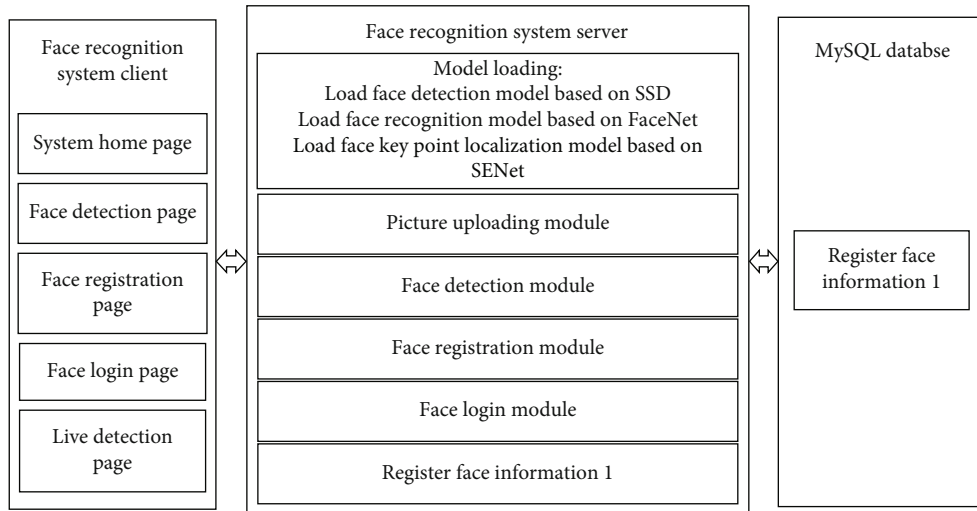 Face recognition
system client
System home page
Face detection page
Face registration
page
Face login page
Live detection
page
Face recognition system server
Model loading:
Load face detection model based on SSD
Load face recognition model based on FaceNet
Load face key point localization model based on
SENet
Picture uploading module
Face detection module
Face registration module
Face login module
Register face information 1
MySQL databse
Register face
information 1